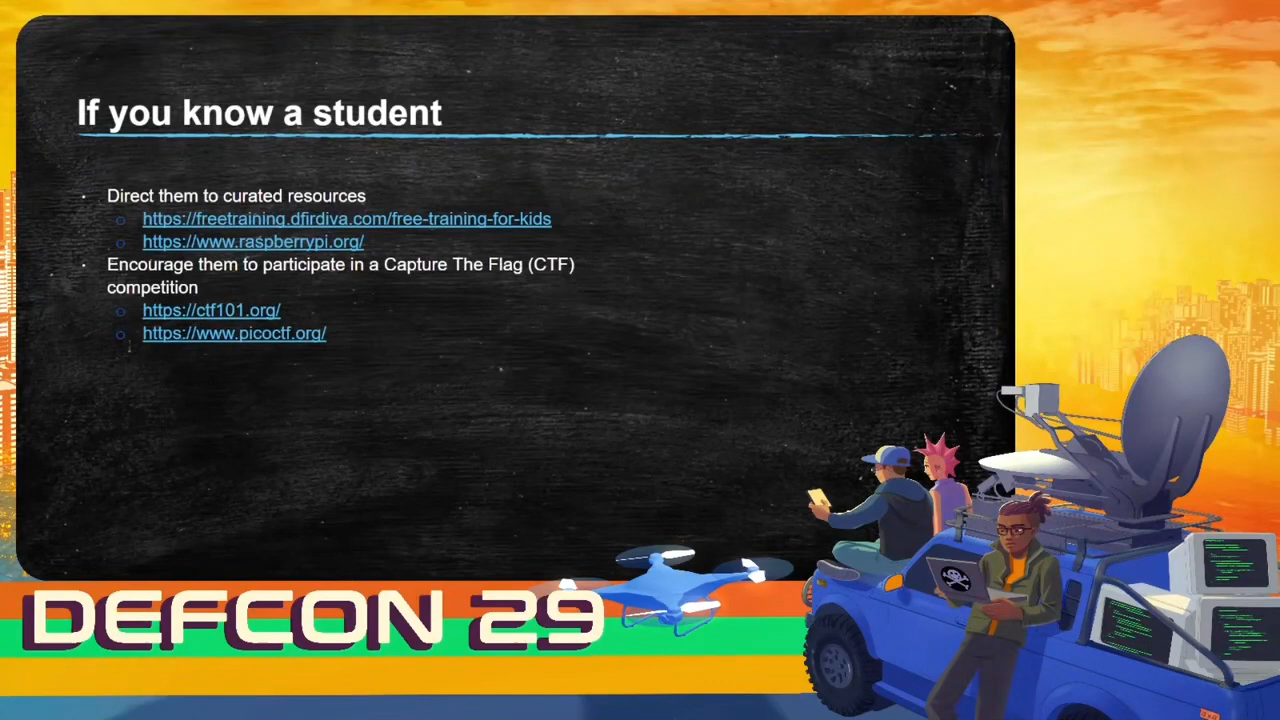 If you know a student
· Direct them to curated resources
o https://freetraining.dfirdiva.com/free-training-for-kids
o https://www.raspberrypi.org/
· Encourage them to participate in a Capture The Flag (CTF)
competition
o https://ctf101.org/
o https://www.picoctf.org/
DEFCON 29